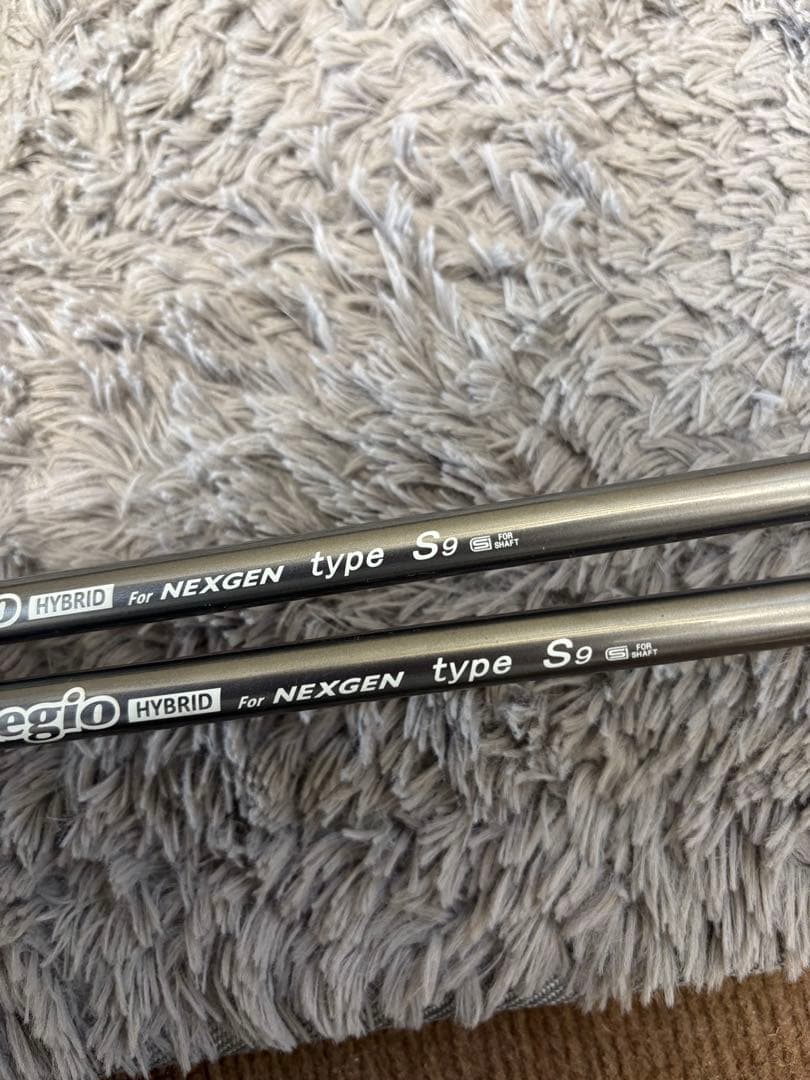 HYBRID For NEXGEN type S9 S FOR SHAFT
egio HYBRID For NEXGEN type S9 S FOR SHAFT